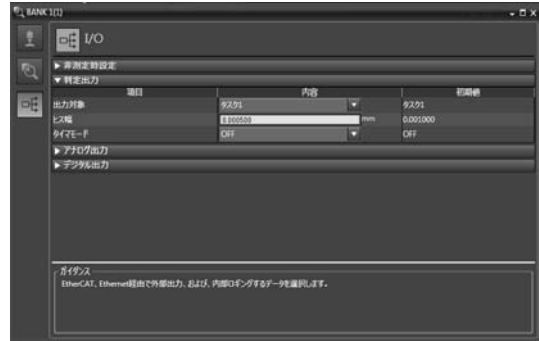 BANK 1(1)
I/O
▶ 非測定時設定
▼ 判定出力
項目 内容 初期値
出力対象 タスク1 タスク1
ヒス幅 0.000500 mm 0.001000
タイマモード OFF OFF
▶ アナログ出力
▶ デジタル出力
ガイダンス
EtherCAT、Ethernet経由で外部出力、および、内部ロギングするデータを選択します。